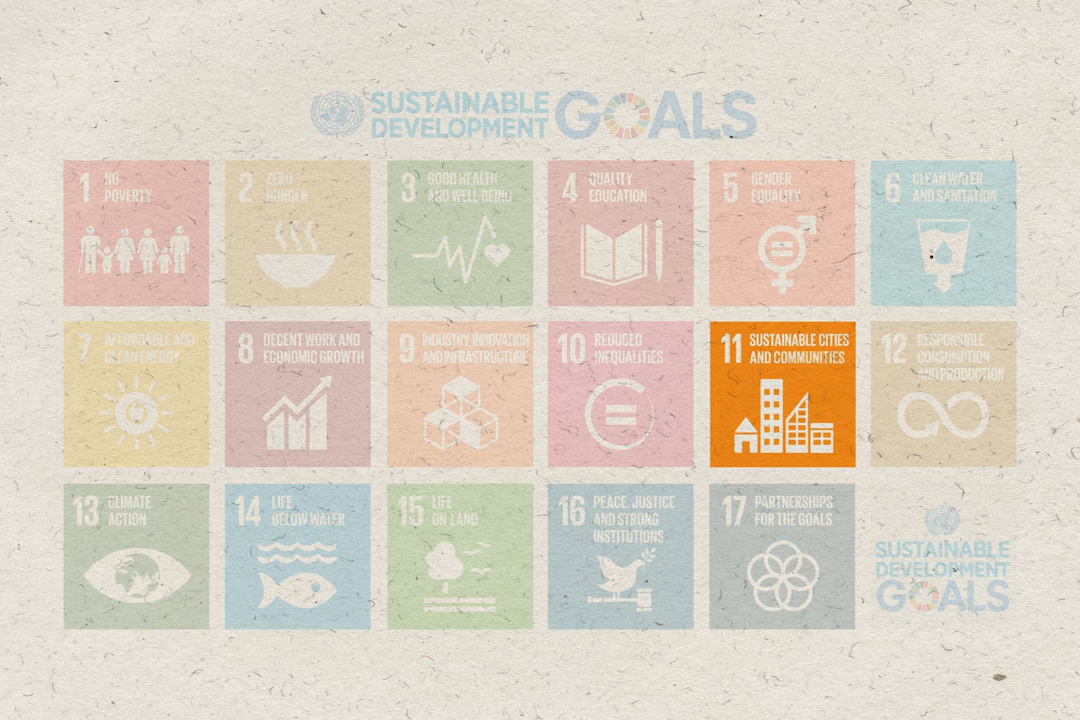 SUSTAINABLE
DEVELOPMENT
GOALS
1 NO
POVERTY
2 ZERO
HUNGER
3 GOOD HEALTH
AND WELL-BEING
4 QUALITY
EDUCATION
5 GENDER
EQUALITY
6 CLEAN WATER
AND SANITATION
7 AFFORDABLE AND
CLEAN ENERGY
8 DECENT WORK AND
ECONOMIC GROWTH
9 INDUSTRY, INNOVATION
AND INFRASTRUCTURE
10 REDUCED
INEQUALITIES
11 SUSTAINABLE CITIES
AND COMMUNITIES
12 RESPONSIBLE
CONSUMPTION
AND PRODUCTION
13 CLIMATE
ACTION
14 LIFE
BELOW WATER
15 LIFE
ON LAND
16 PEACE, JUSTICE
AND STRONG
INSTITUTIONS
17 PARTNERSHIPS
FOR THE GOALS
SUSTAINABLE
DEVELOPMENT
GOALS